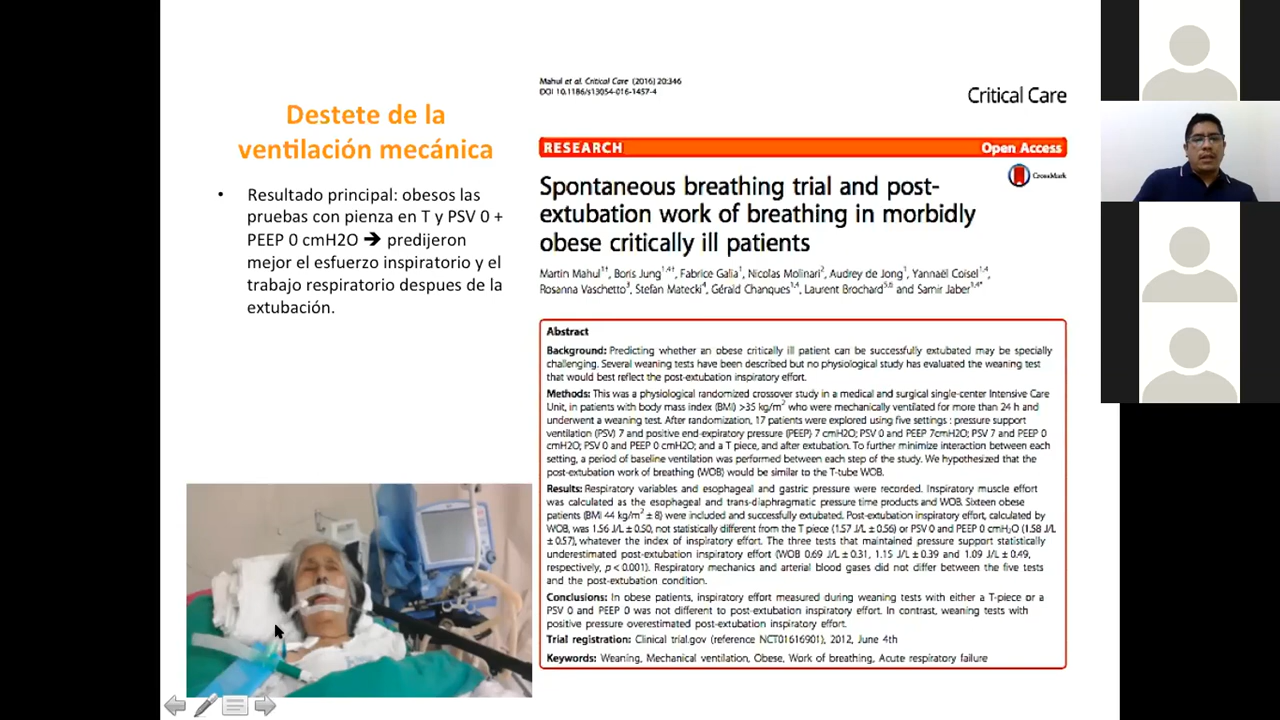 Destete de la
ventilación mecánica
• Resultado principal: obesos las
pruebas con pienza en T y PSV 0 +
PEEP 0 cmH2O ➔ predijeron
mejor el esfuerzo inspiratorio y el
trabajo respiratorio despues de la
extubación.
Mahul et al. Critical Care (2016) 20:346
DOI 10.1186/s13054-016-1457-4
Critical Care
RESEARCH
Open Access
CrossMark
Spontaneous breathing trial and post-
extubation work of breathing in morbidly
obese critically ill patients
Martin Mahul1†, Boris Jung1,4†, Fabrice Galia1, Nicolas Molinari2, Audrey de Jong1, Yannaël Coisel1,4,
Rosanna Vaschetto3, Stefan Matecki4, Gérald Chanques1,4, Laurent Brochard5,6 and Samir Jaber1,4*
Abstract
Background: Predicting whether an obese critically ill patient can be successfully extubated may be specially
challenging. Several weaning tests have been described but no physiological study has evaluated the weaning test
that would best reflect the post-extubation inspiratory effort.
Methods: This was a physiological randomized crossover study in a medical and surgical single-center Intensive Care
Unit, in patients with body mass index (BMI) >35 kg/m2 who were mechanically ventilated for more than 24 h and
underwent a weaning test. After randomization, 17 patients were explored using five settings : pressure support
ventilation (PSV) 7 and positive end-expiratory pressure (PEEP) 7 cmH2O; PSV 0 and PEEP 7cmH2O; PSV 7 and PEEP 0
cmH2O; PSV 0 and PEEP 0 cmH2O; and a T piece, and after extubation. To further minimize interaction between each
setting, a period of baseline ventilation was performed between each step of the study. We hypothesized that the
post-extubation work of breathing (WOB) would be similar to the T-tube WOB.
Results: Respiratory variables and esophageal and gastric pressure were recorded. Inspiratory muscle effort
was calculated as the esophageal and trans-diaphragmatic pressure time products and WOB. Sixteen obese
patients (BMI 44 kg/m2 ± 8) were included and successfully extubated. Post-extubation inspiratory effort, calculated by
WOB, was 1.56 J/L ± 0.50, not statistically different from the T piece (1.57 J/L ± 0.56) or PSV 0 and PEEP 0 cmH2O (1.58 J/L
± 0.57), whatever the index of inspiratory effort. The three tests that maintained pressure support statistically
underestimated post-extubation inspiratory effort (WOB 0.69 J/L ± 0.31, 1.15 J/L ± 0.39 and 1.09 J/L ± 0.49,
respectively, p < 0.001). Respiratory mechanics and arterial blood gases did not differ between the five tests
and the post-extubation condition.
Conclusions: In obese patients, inspiratory effort measured during weaning tests with either a T-piece or a
PSV 0 and PEEP 0 was not different to post-extubation inspiratory effort. In contrast, weaning tests with
positive pressure overestimated post-extubation inspiratory effort.
Trial registration: Clinical trial.gov (reference NCT01616901), 2012, June 4th
Keywords: Weaning, Mechanical ventilation, Obese, Work of breathing, Acute respiratory failure